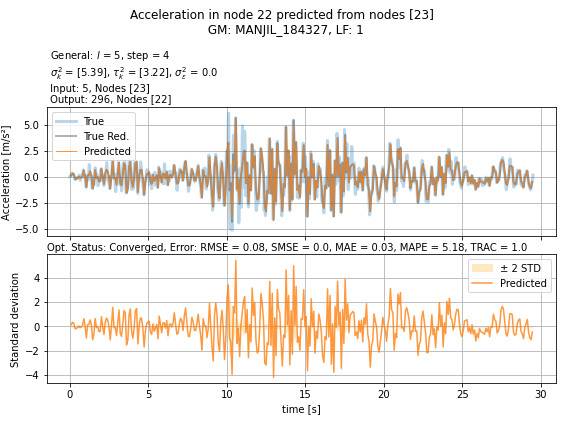 Acceleration in node 22 predicted from nodes [23]
GM: MANJIL_184327, LF: 1
General: l = 5, step = 4
σ²ₖ = [5.39], τ²ₖ = [3.22], σ²ε = 0.0
Input: 5, Nodes [23]
Output: 296, Nodes [22]
Acceleration [m/s²]
5.0
2.5
0.0
−2.5
−5.0
True
True Red.
Predicted
Opt. Status: Converged, Error: RMSE = 0.08, SMSE = 0.0, MAE = 0.03, MAPE = 5.18, TRAC = 1.0
Standard deviation
4
2
0
−2
−4
± 2 STD
Predicted
0 5 10 15 20 25 30
time [s]